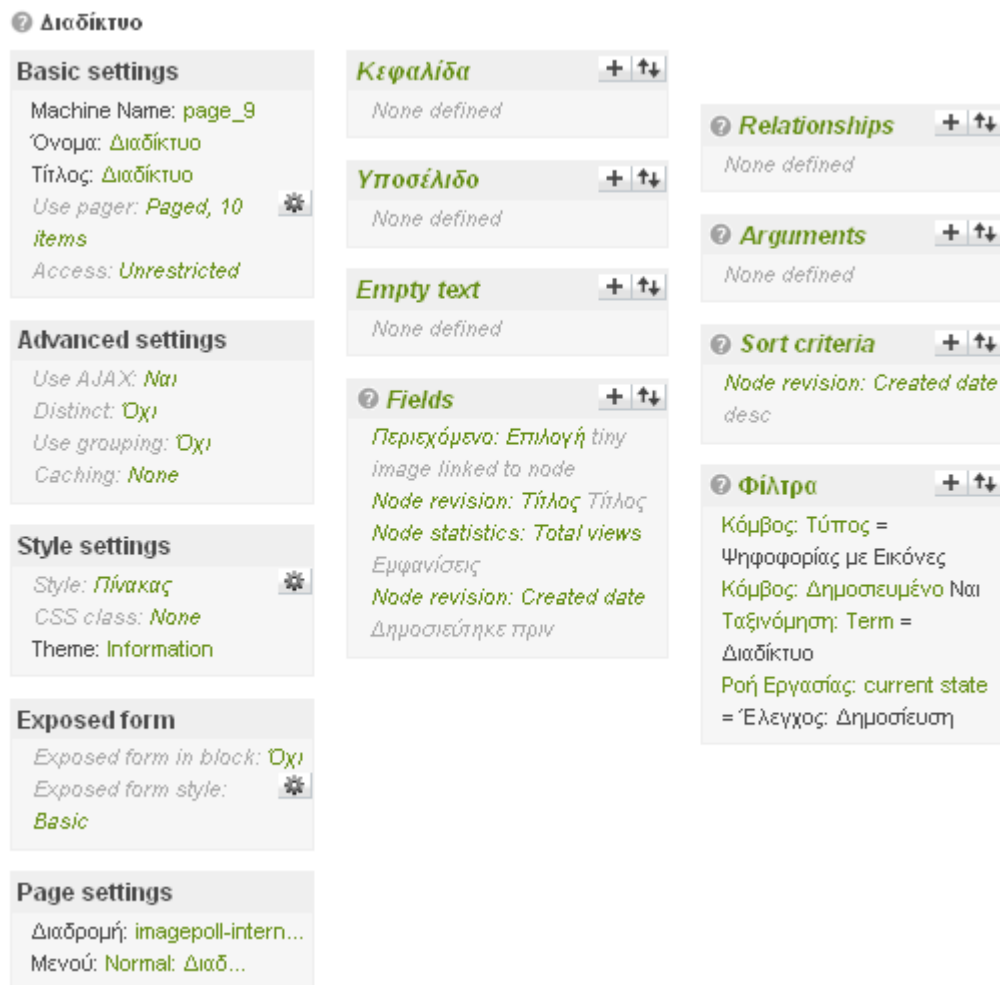 Διαδίκτυο
Basic settings
Machine Name: page_9
Όνομα: Διαδίκτυο
Τίτλος: Διαδίκτυο
Use pager: Paged, 10
items
Access: Unrestricted
Advanced settings
Use AJAX: Ναι
Distinct: Όχι
Use grouping: Όχι
Caching: None
Style settings
Style: Πίνακας
CSS class: None
Theme: Information
Exposed form
Exposed form in block: Όχι
Exposed form style:
Basic
Page settings
Διαδρομή: imagepoll-intern...
Μενού: Normal: Διαδ...
Κεφαλίδα
None defined
Υποσέλιδο
None defined
Empty text
None defined
Fields
Περιεχόμενο: Επιλογή tiny
image linked to node
Node revision: Τίτλος Τίτλος
Node statistics: Total views
Εμφανίσεις
Node revision: Created date
Δημοσιεύτηκε πριν
Relationships
None defined
Arguments
None defined
Sort criteria
Node revision: Created date
desc
Φίλτρα
Κόμβος: Τύπος =
Ψηφοφορίας με Εικόνες
Κόμβος: Δημοσιευμένο Ναι
Ταξινόμηση: Term =
Διαδίκτυο
Ροή Εργασίας: current state
= Έλεγχος: Δημοσίευση